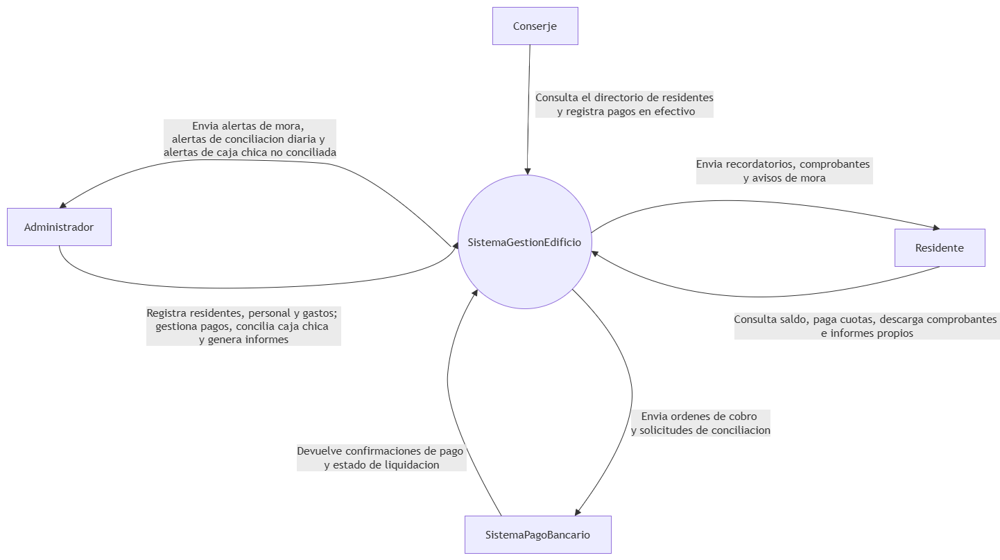 Conserje
Consulta el directorio de residentes
y registra pagos en efectivo
Envia alertas de mora,
alertas de conciliacion diaria y
alertas de caja chica no conciliada
Envia recordatorios, comprobantes
y avisos de mora
Administrador
SistemaGestionEdificio
Residente
Registra residentes, personal y gastos;
gestiona pagos, concilia caja chica
y genera informes
Consulta saldo, paga cuotas, descarga comprobantes
e informes propios
Envia ordenes de cobro
y solicitudes de conciliacion
Devuelve confirmaciones de pago
y estado de liquidacion
SistemaPagoBancario